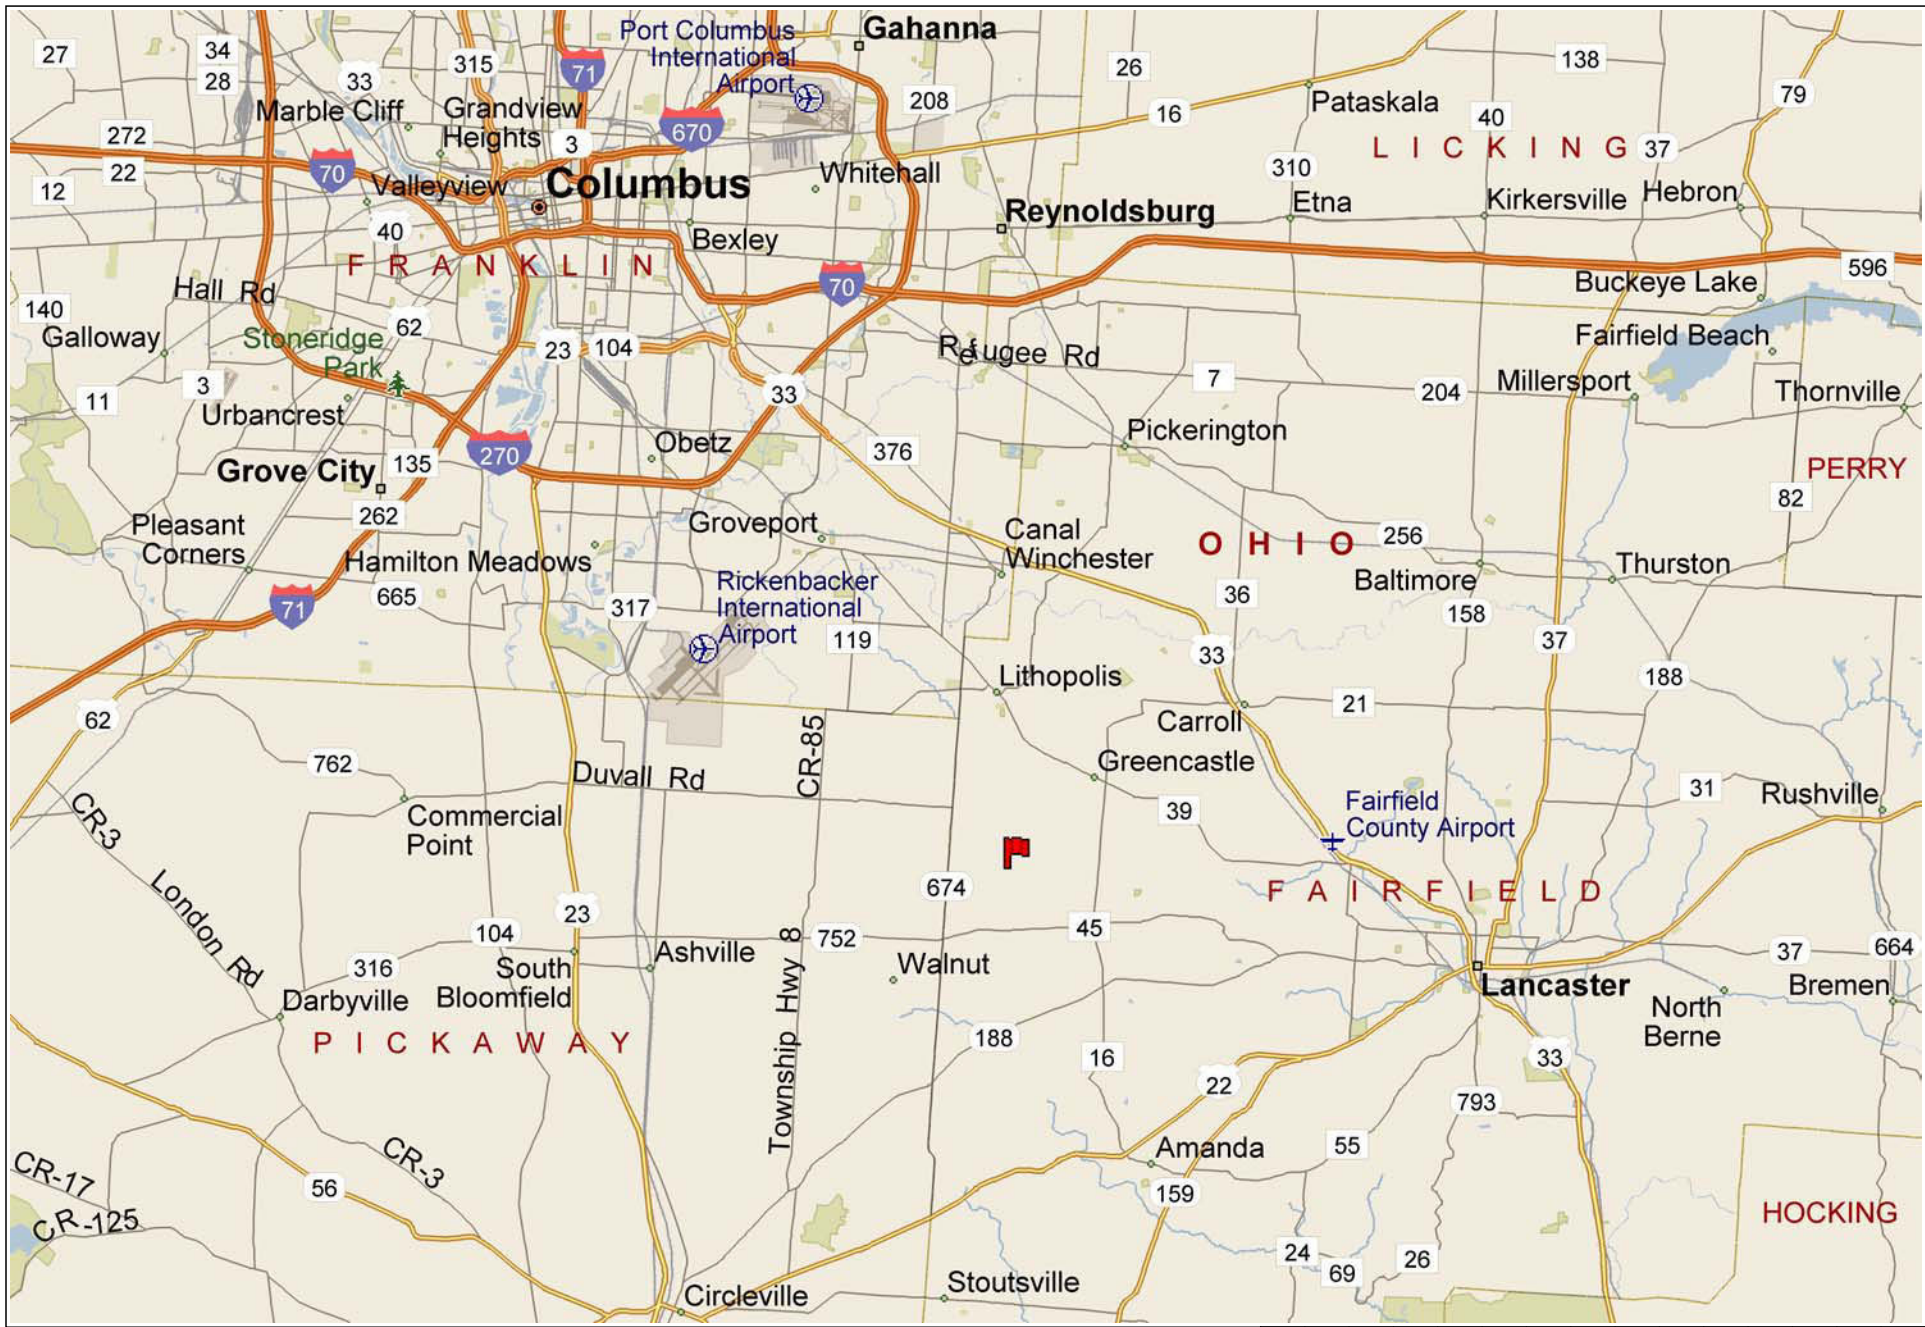 Port Columbus
International
Airport
Gahanna
27
34
28
33
315
71
26
138
Marble Cliff
Grandview
Heights
3
670
208
16
Pataskala
40
79
272
22
12
70
Valleyview
Columbus
Whitehall
LICKING
37
310
Etna
Kirkersville
Hebron
40
Bexley
Reynoldsburg
FRANKLIN
70
596
Buckeye Lake
Hall Rd
140
Galloway
Stoneridge
Park
62
23
104
Refugee Rd
Fairfield Beach
11
3
Urbancrest
33
7
204
Millersport
Thornville
Obetz
376
Pickerington
Grove City
135
270
262
PERRY
82
Pleasant
Corners
Hamilton Meadows
Groveport
Canal
Winchester
OHIO
256
Baltimore
Thurston
71
665
317
Rickenbacker
International
Airport
119
36
158
33
37
188
Lithopolis
62
Carroll
21
CR-85
762
Duvall Rd
Greencastle
39
31
Rushville
CR-3
Commercial
Point
Fairfield
County Airport
674
FAIRFIELD
London Rd
23
104
752
45
37
664
316
South
Bloomfield
Ashville
Township Hwy 8
Walnut
Lancaster
North
Berne
Bremen
Darbyville
PICKAWAY
188
16
22
33
793
CR-3
CR-17
CR-125
56
Amanda
55
159
HOCKING
24
69
26
Circleville
Stoutsville